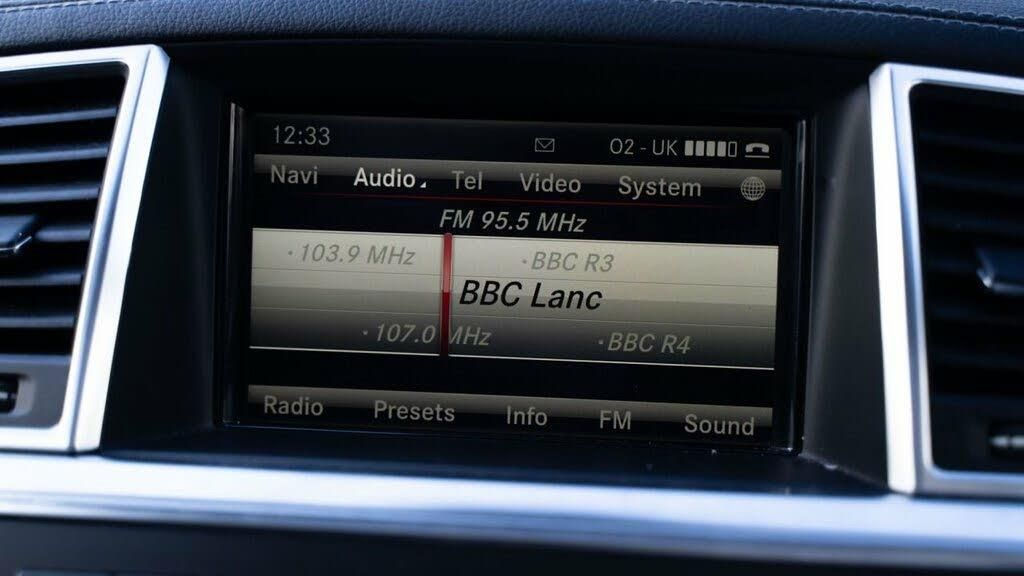 12:33 O2 - UK
Navi Audio Tel Video System
FM 95.5 MHz
· 103.9 MHz · BBC R3
BBC Lanc
· 107.0 MHz · BBC R4
Radio Presets Info FM Sound